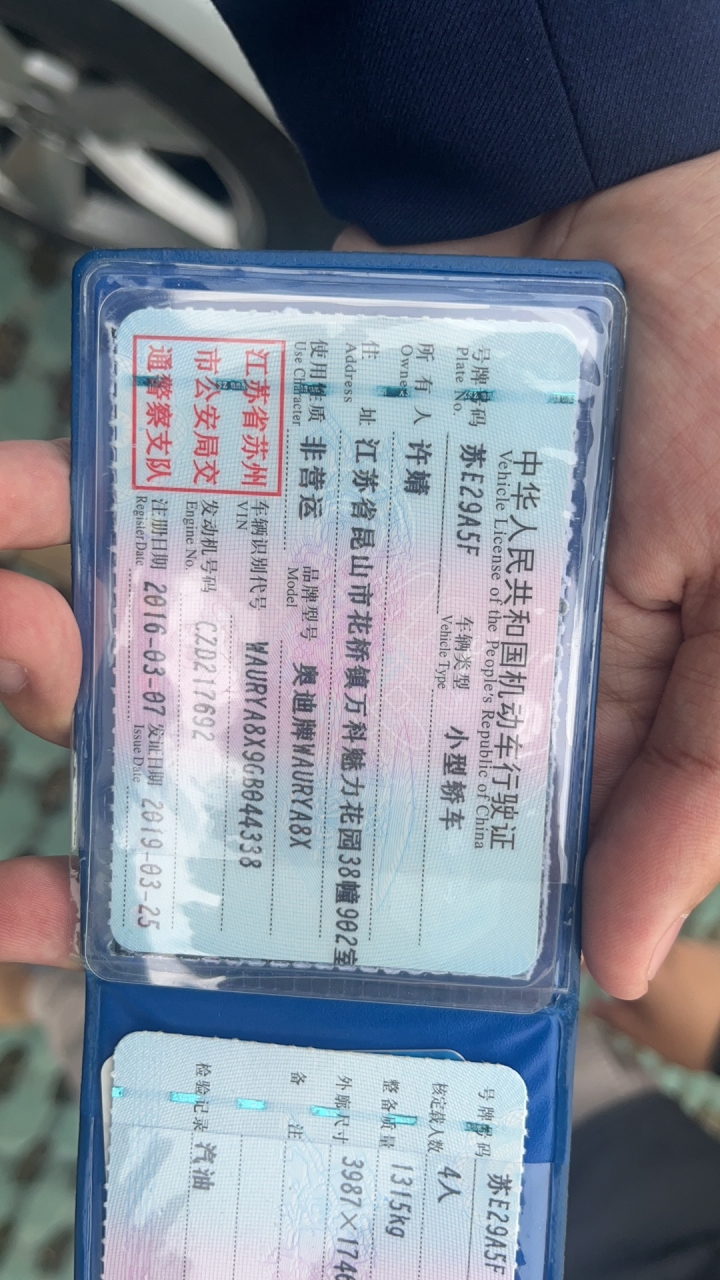 中华人民共和国机动车行驶证
Vehicle License of the People's Republic of China
号牌号码 苏E29A5F 车辆类型 小型轿车
Plate No. Vehicle Type
所有人 许婧
Owner
住址 江苏省昆山市花桥镇万科魅力花园38幢902室
Address
使用性质 非营运 品牌型号 奥迪牌WAURYA8X
Use Character Model
江苏省苏州
市公安局交
通警察支队
车辆识别代号 WAURYA8X9GB044338
VIN
发动机号码 CZD217692
Engine No.
注册日期 2016-03-07 发证日期 2019-03-25
Register Date Issue Date
号牌号码 苏E29A5F
核定载人数 4人
整备质量 1315kg
外廓尺寸 3987×1746
备注
检验记录 汽油